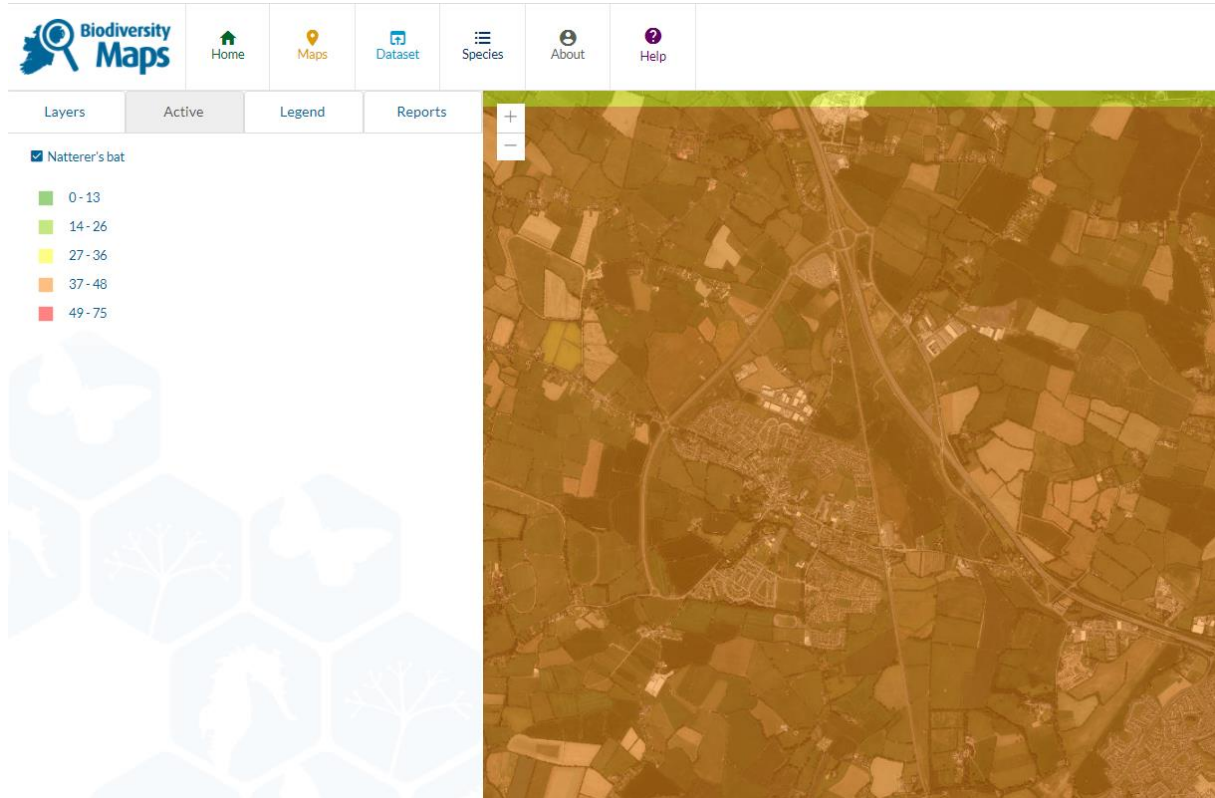 Biodiversity
Maps
Home
Maps
Dataset
Species
About
Help
Layers
Active
Legend
Reports
Natterer's bat
0 - 13
14 - 26
27 - 36
37 - 48
49 - 75
+
−